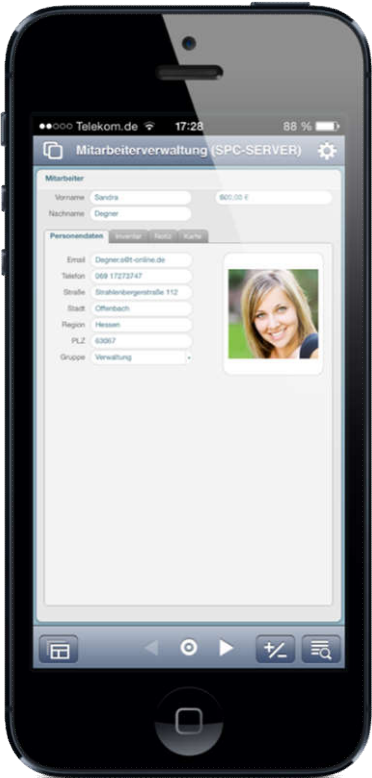 Telekom.de 17:28 88 %
Mitarbeiterverwaltung (SPC-SERVER)
Mitarbeiter
Vorname Sandra 600,00 €
Nachname Degner
Personendaten Inventar Notiz Karte
Email Degner.o@t-online.de
Telefon 069 17273747
Straße Strahlenbergerstraße 112
Stadt Offenbach
Region Hessen
PLZ 63067
Gruppe Verwaltung